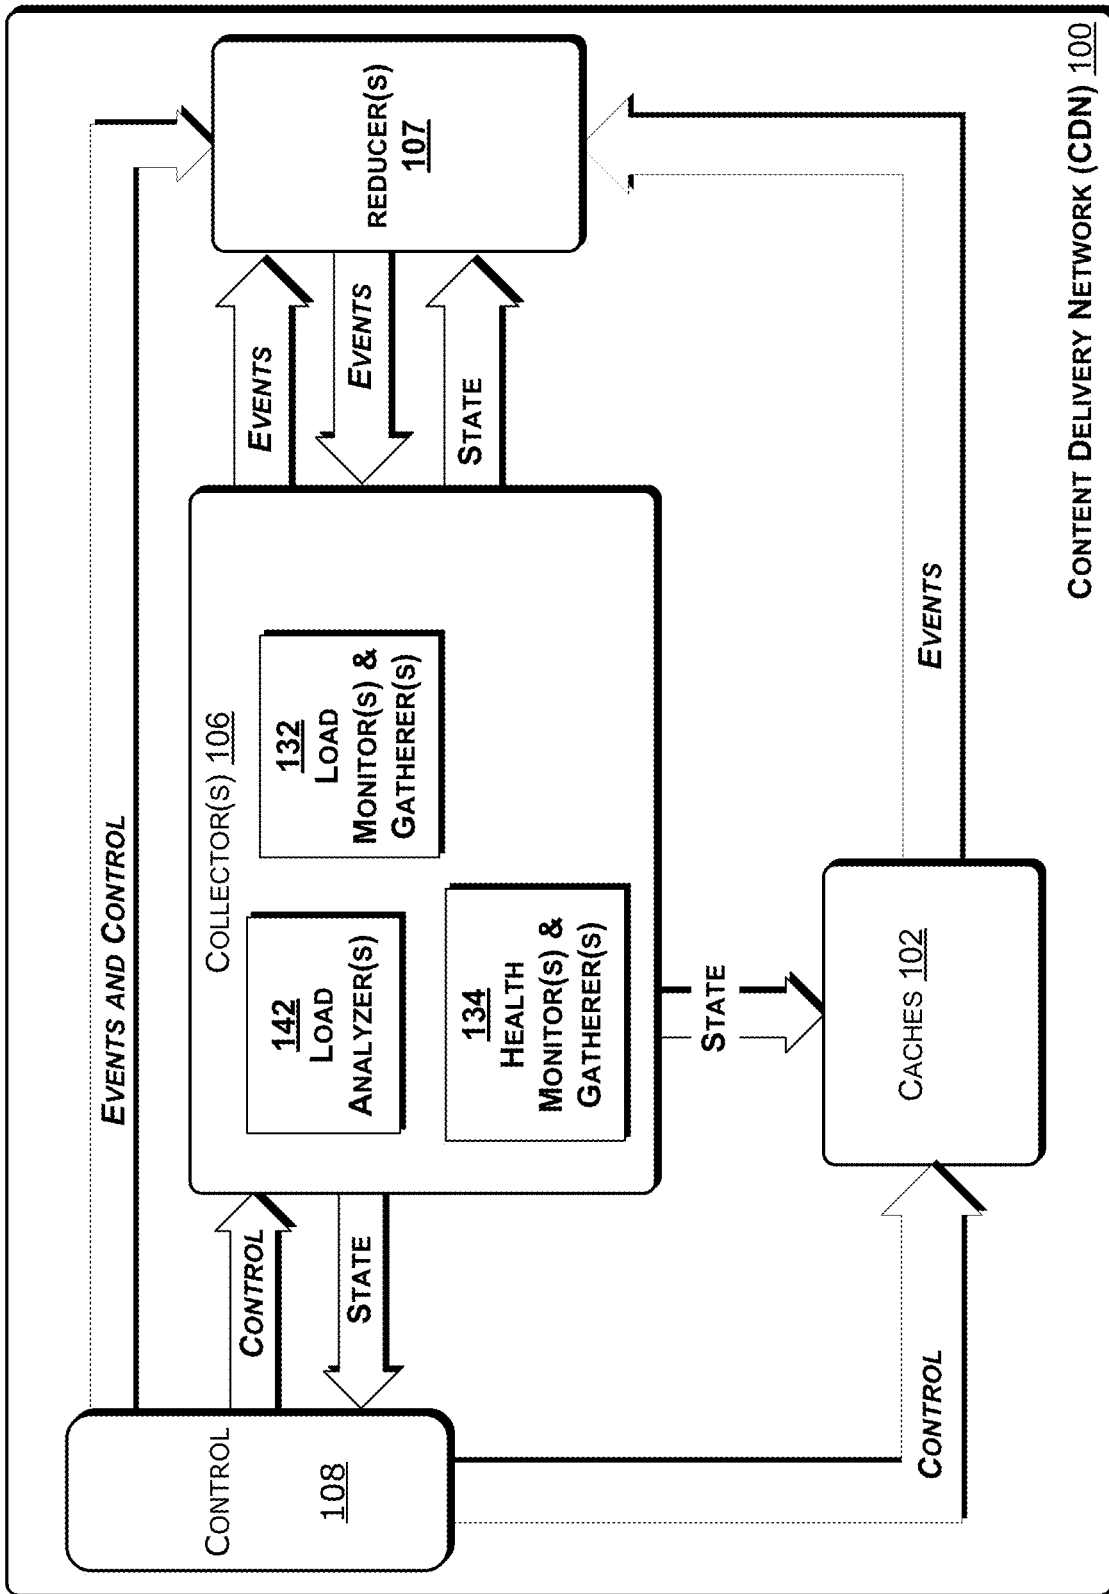 EVENTS AND CONTROL
CONTROL
108
CONTROL
STATE
COLLECTOR(S) 106
142
LOAD
ANALYZER(S)
132
LOAD
MONITOR(S) &
GATHERER(S)
134
HEALTH
MONITOR(S) &
GATHERER(S)
EVENTS
EVENTS
STATE
REDUCER(S)
107
STATE
CACHES 102
CONTROL
EVENTS
CONTENT DELIVERY NETWORK (CDN) 100